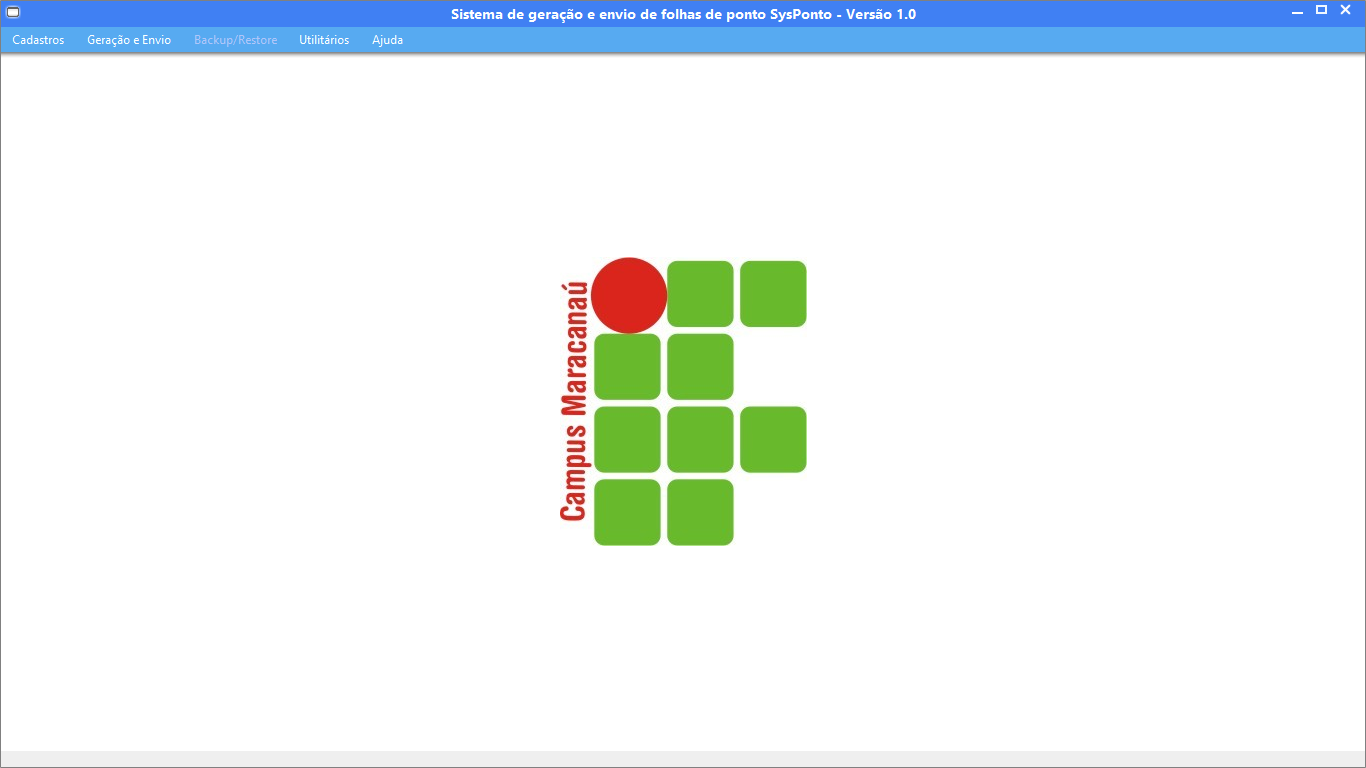 Sistema de geração e envio de folhas de ponto SysPonto - Versão 1.0
Cadastros Geração e Envio Backup/Restore Utilitários Ajuda
Campus Maracanaú